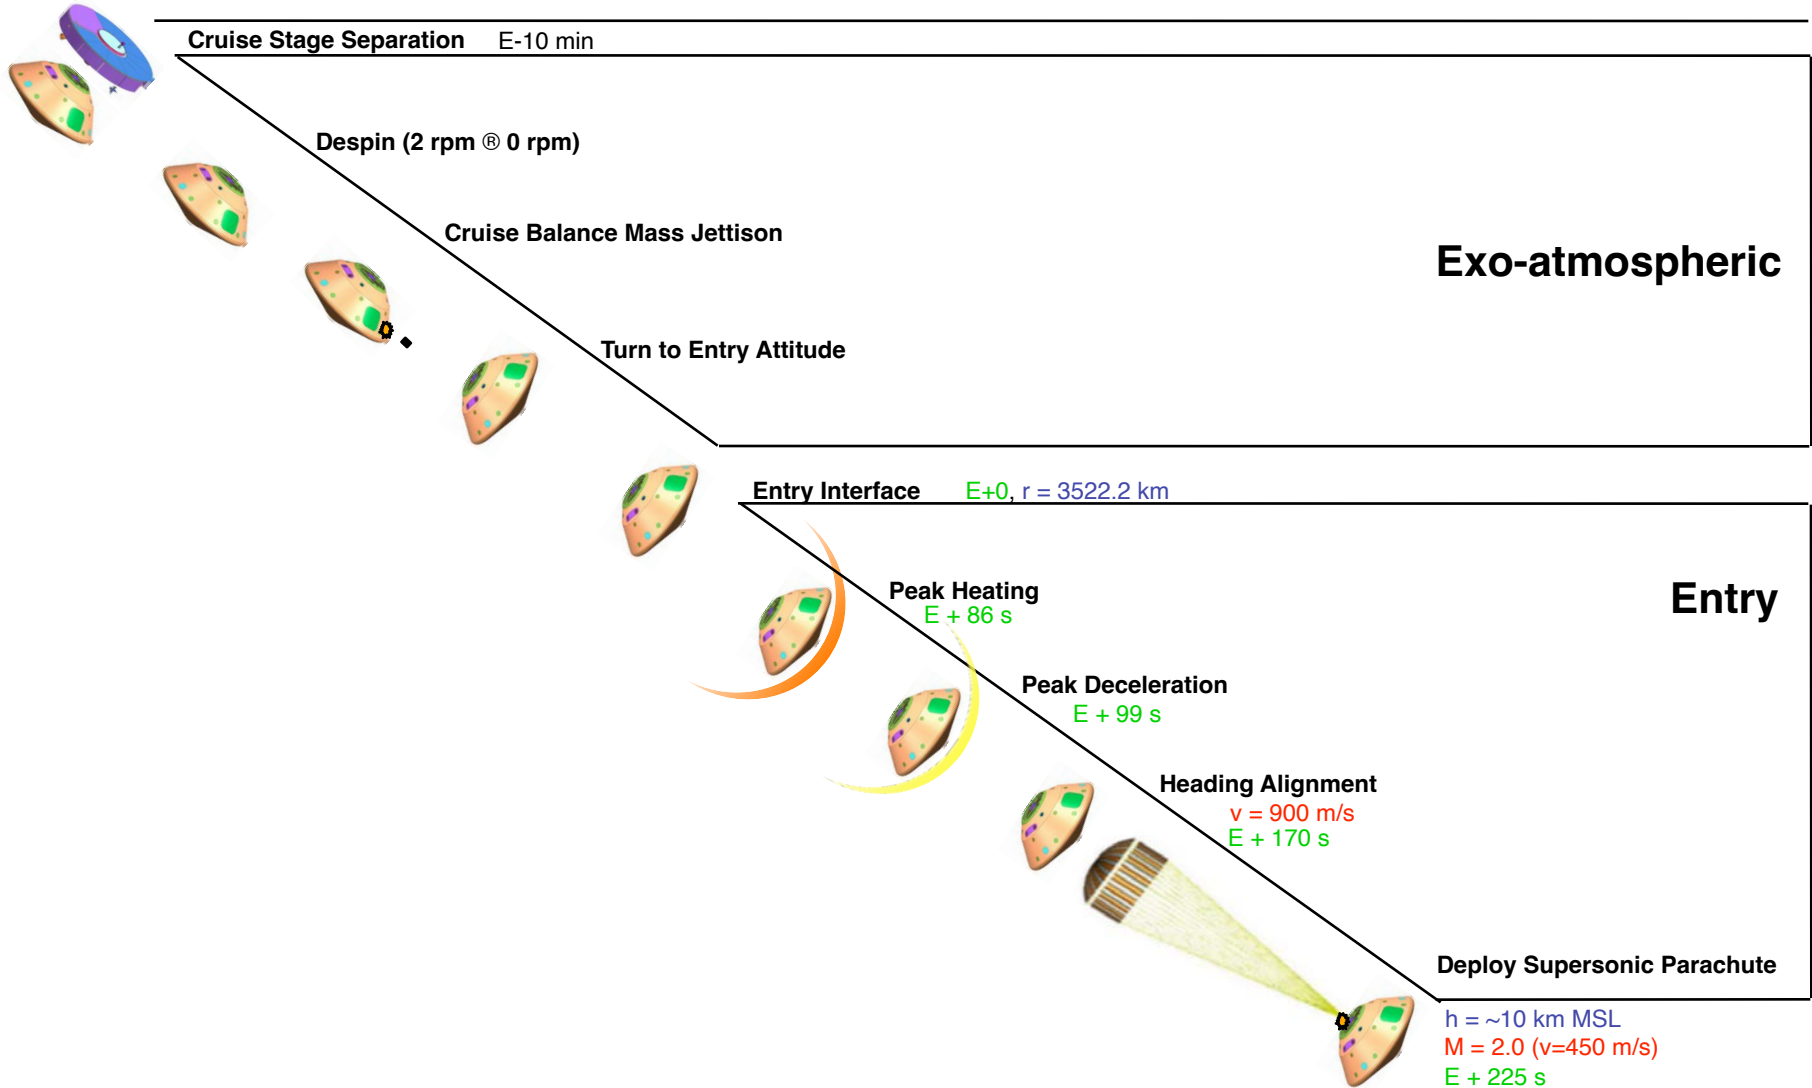 Cruise Stage Separation E-10 min
Despin (2 rpm ® 0 rpm)
Cruise Balance Mass Jettison
Exo-atmospheric
Turn to Entry Attitude
Entry Interface E+0, r = 3522.2 km
Peak Heating
E + 86 s
Entry
Peak Deceleration
E + 99 s
Heading Alignment
v = 900 m/s
E + 170 s
Deploy Supersonic Parachute
h = ~10 km MSL
M = 2.0 (v=450 m/s)
E + 225 s